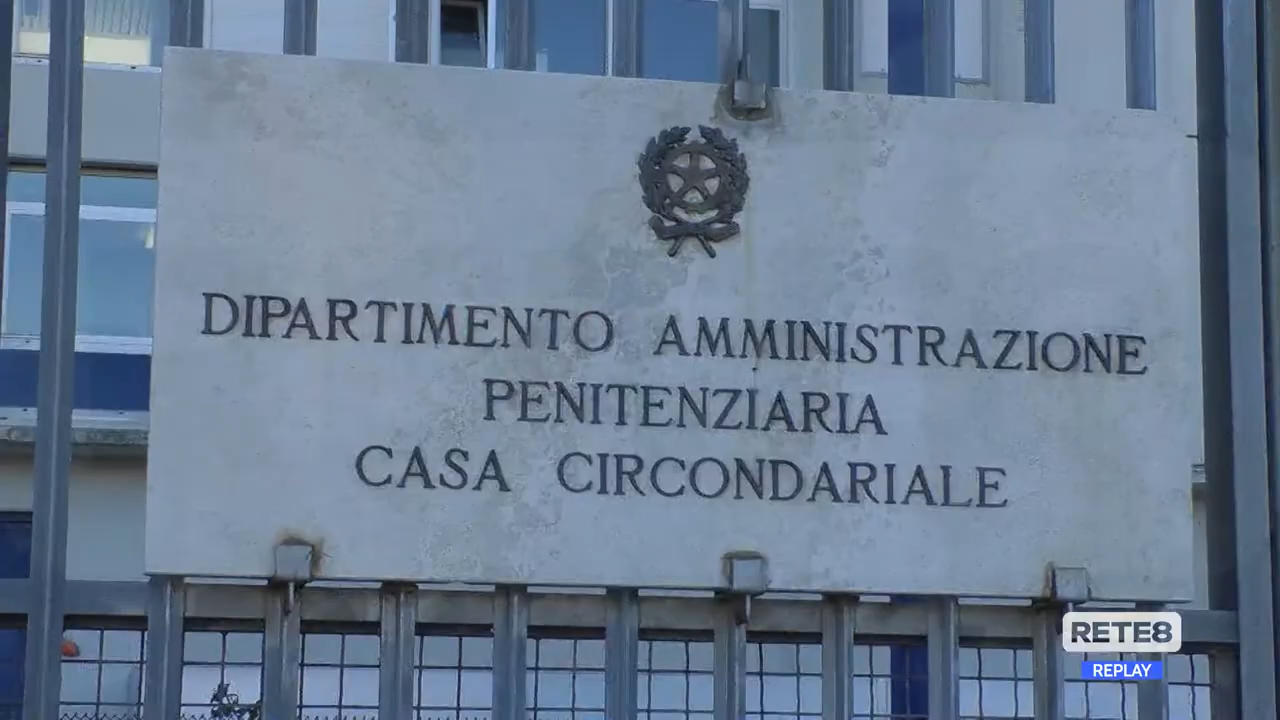 DIPARTIMENTO AMMINISTRAZIONE
PENITENZIARIA
CASA CIRCONDARIALE
RETE8
REPLAY